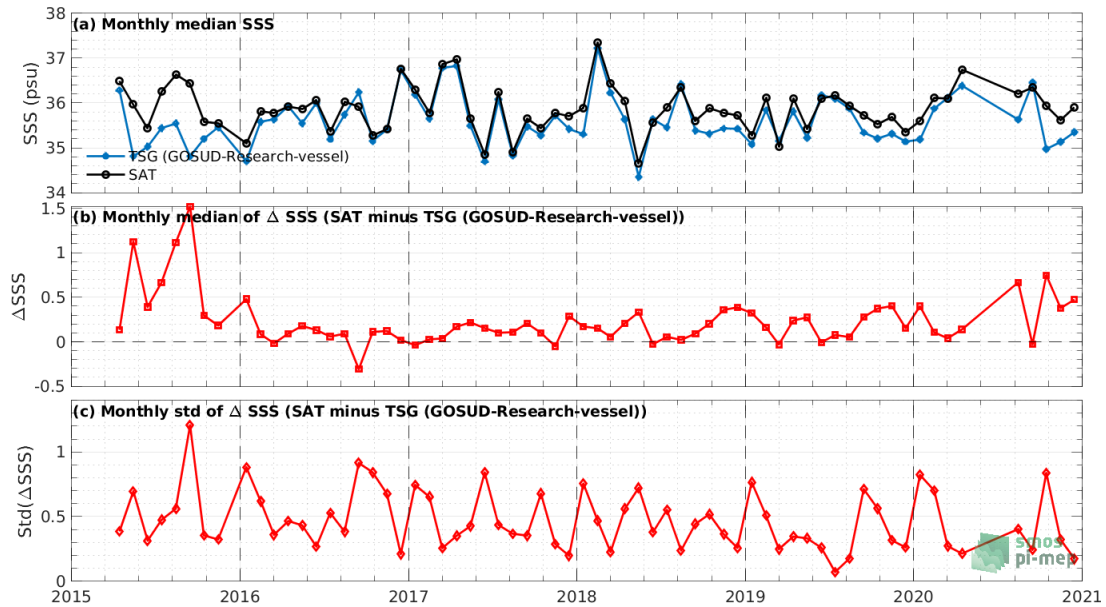 (a) Monthly median SSS
38
37
36
35
34
SSS (psu)
TSG (GOSUD-Research-vessel)
SAT
(b) Monthly median of Δ SSS (SAT minus TSG (GOSUD-Research-vessel))
1.5
1
0.5
0
-0.5
ΔSSS
(c) Monthly std of Δ SSS (SAT minus TSG (GOSUD-Research-vessel))
1
0.5
0
Std(ΔSSS)
smos
pi-mep
2015 2016 2017 2018 2019 2020 2021